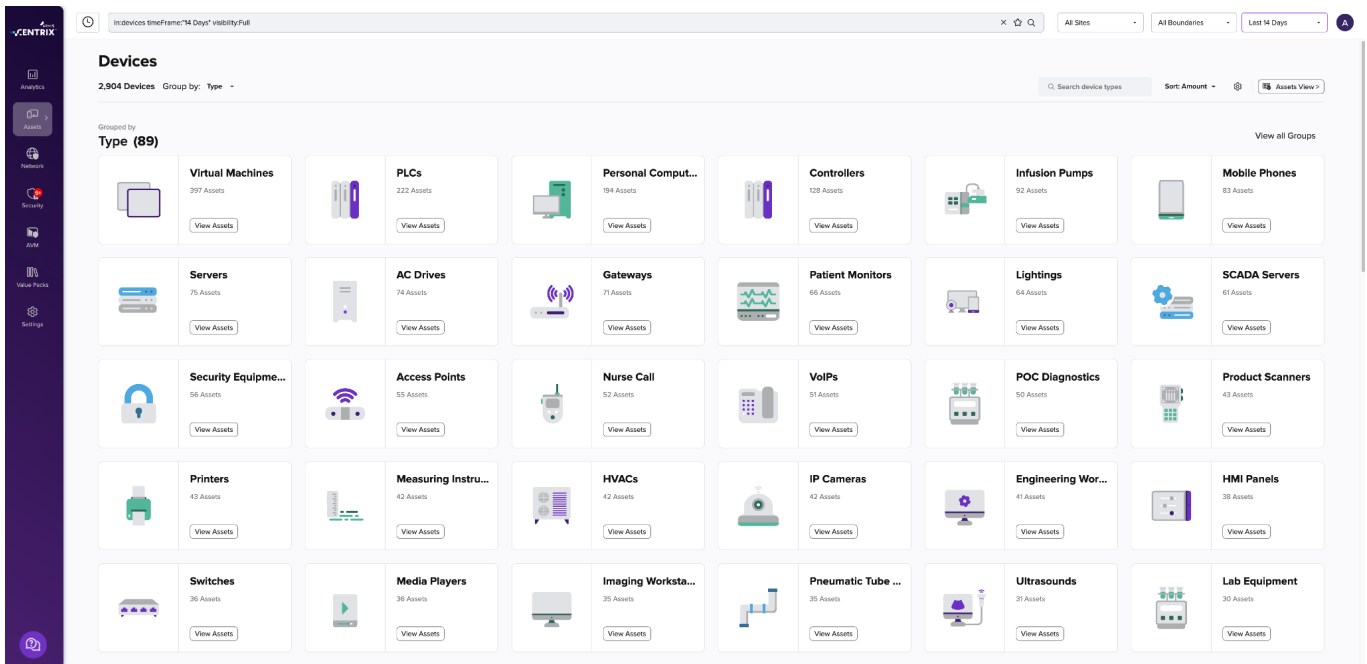 CENTRIX
in:devices timeFrame:"14 Days" visibility:Full
All Sites
All Boundaries
Last 14 Days
A
Analytics
Assets
Network
9+
Security
AVM
Value Packs
Settings
Devices
2,904 Devices Group by: Type
Search device types
Sort: Amount
Assets View >
Grouped by
Type (89)
View all Groups
Virtual Machines
397 Assets
View Assets
PLCs
222 Assets
View Assets
Personal Comput...
194 Assets
View Assets
Controllers
128 Assets
View Assets
Infusion Pumps
92 Assets
View Assets
Mobile Phones
83 Assets
View Assets
Servers
75 Assets
View Assets
AC Drives
74 Assets
View Assets
Gateways
71 Assets
View Assets
Patient Monitors
66 Assets
View Assets
Lightings
64 Assets
View Assets
SCADA Servers
61 Assets
View Assets
Security Equipme...
56 Assets
View Assets
Access Points
55 Assets
View Assets
Nurse Call
52 Assets
View Assets
VoIPs
51 Assets
View Assets
POC Diagnostics
50 Assets
View Assets
Product Scanners
43 Assets
View Assets
Printers
43 Assets
View Assets
Measuring Instru...
42 Assets
View Assets
HVACs
42 Assets
View Assets
IP Cameras
42 Assets
View Assets
Engineering Wor...
41 Assets
View Assets
HMI Panels
38 Assets
View Assets
Switches
36 Assets
View Assets
Media Players
36 Assets
View Assets
Imaging Worksta...
35 Assets
View Assets
Pneumatic Tube ...
35 Assets
View Assets
Ultrasounds
31 Assets
View Assets
Lab Equipment
30 Assets
View Assets